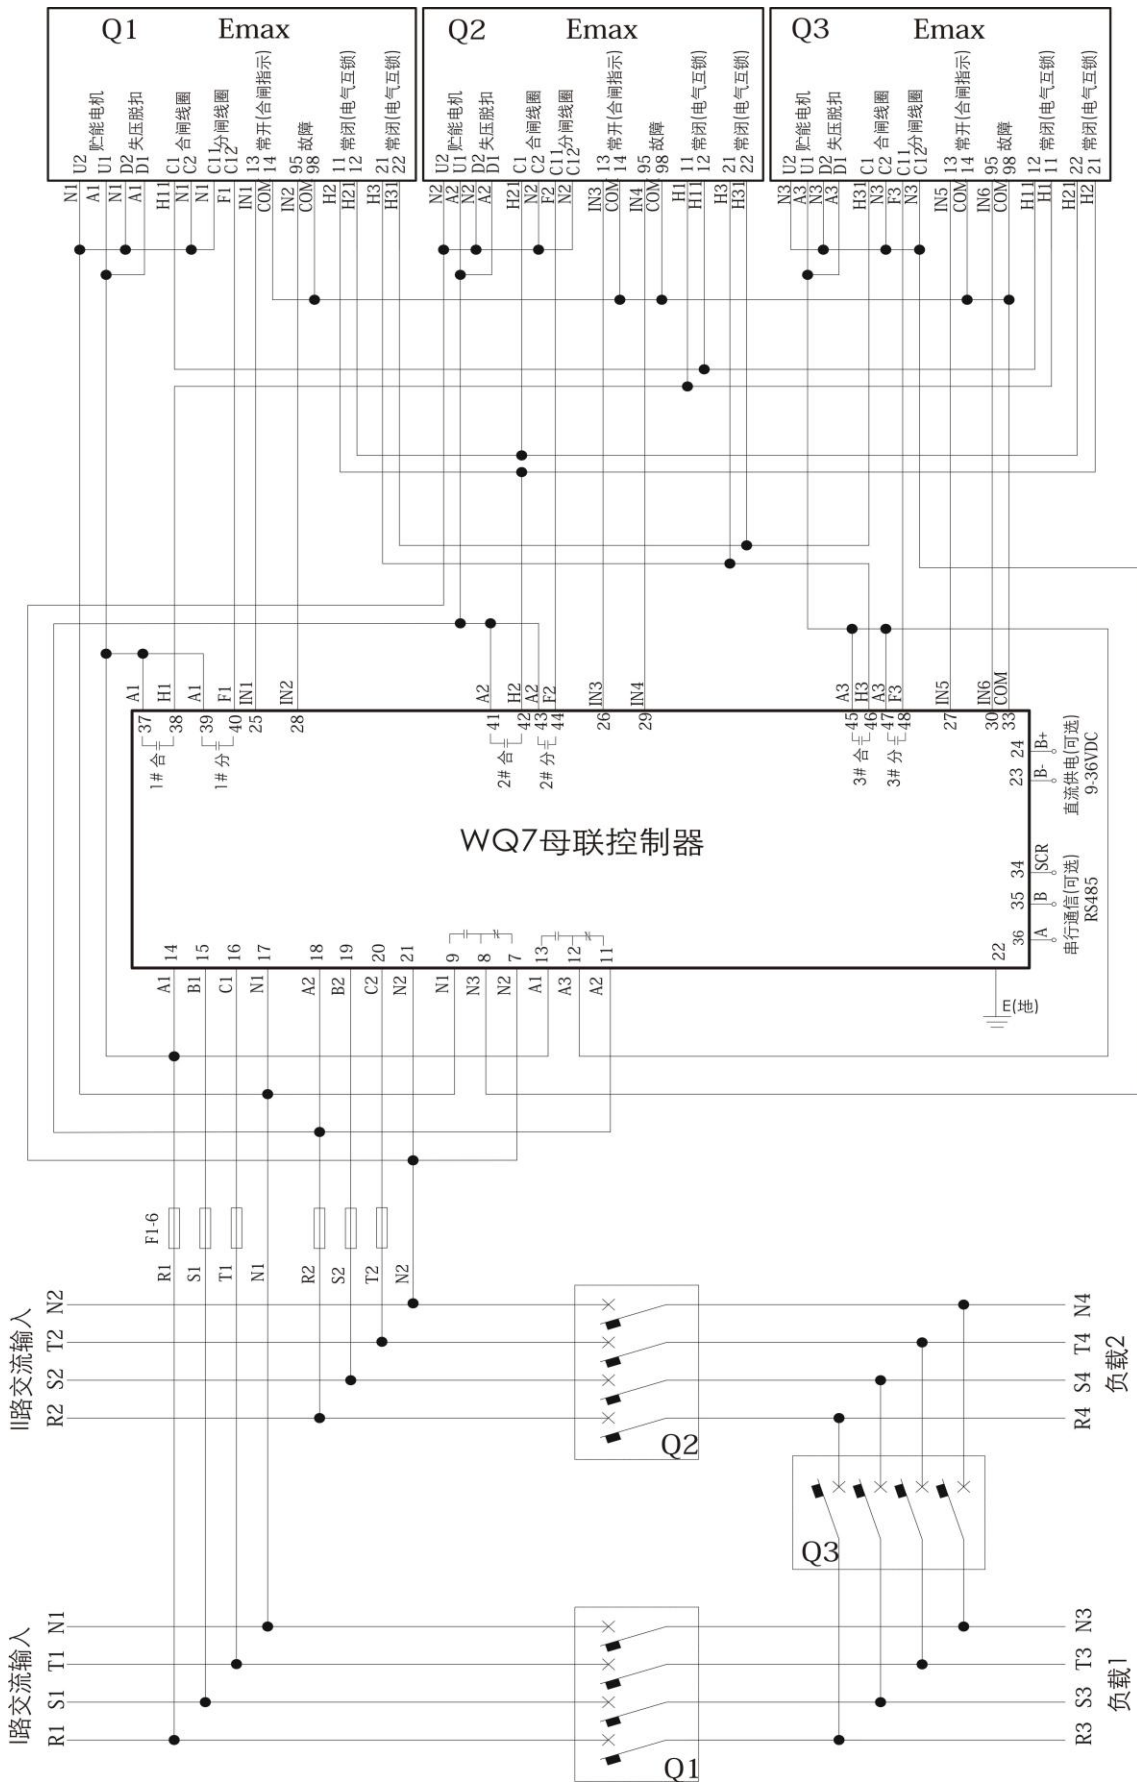 Q1 Emax
Q2 Emax
Q3 Emax
U2 U1 贮能电机
D2 D1 失压脱扣
C1 C2 合闸线圈
C11 C12 分闸线圈
13 14 常开(合闸指示)
95 98 故障
11 12 常闭(电气互锁)
21 22 常闭(电气互锁)
U2 U1 贮能电机
D2 D1 失压脱扣
C1 C2 合闸线圈
C11 C12 分闸线圈
13 14 常开(合闸指示)
95 98 故障
11 12 常闭(电气互锁)
21 22 常闭(电气互锁)
U2 U1 贮能电机
D2 D1 失压脱扣
C1 C2 合闸线圈
C11 C12 分闸线圈
13 14 常开(合闸指示)
95 98 故障
12 11 常闭(电气互锁)
22 21 常闭(电气互锁)
N1 A1 N1 A1 H11 N1 N1 F1 IN1 COM IN2 COM H2 H21 H3 H31
N2 A2 N2 A2 H21 N2 F2 N2 IN3 COM IN4 COM H1 H11 H3 H31
N3 A3 N3 A3 H31 N3 F3 N3 IN5 COM IN6 COM H11 H1 H21 H2
A1 H1 A1 F1 IN1 IN2 A2 H2 A2 F2 IN3 IN4 A3 H3 A3 F3 IN5 IN6 COM
37 38 39 40 25 28 41 42 43 44 26 29 45 46 47 48 27 30 33
1# 合
1# 分
2# 合
2# 分
3# 合
3# 分
24 B+
23 B-
直流供电(可选)
9-36VDC
WQ7母联控制器
34 SCR
35 B
36 A
串行通信(可选)
RS485
14 15 16 17 18 19 20 21 9 8 7 13 12 11 22
A1 B1 C1 N1 A2 B2 C2 N2 N1 N3 N2 A1 A3 A2
E(地)
F1-6
R1 S1 T1 N1 R2 S2 T2 N2
II路交流输入
N2
T2
S2
R2
Q2
N4
T4
S4
R4
负载2
Q3
I路交流输入
N1
T1
S1
R1
Q1
N3
T3
S3
R3
负载1